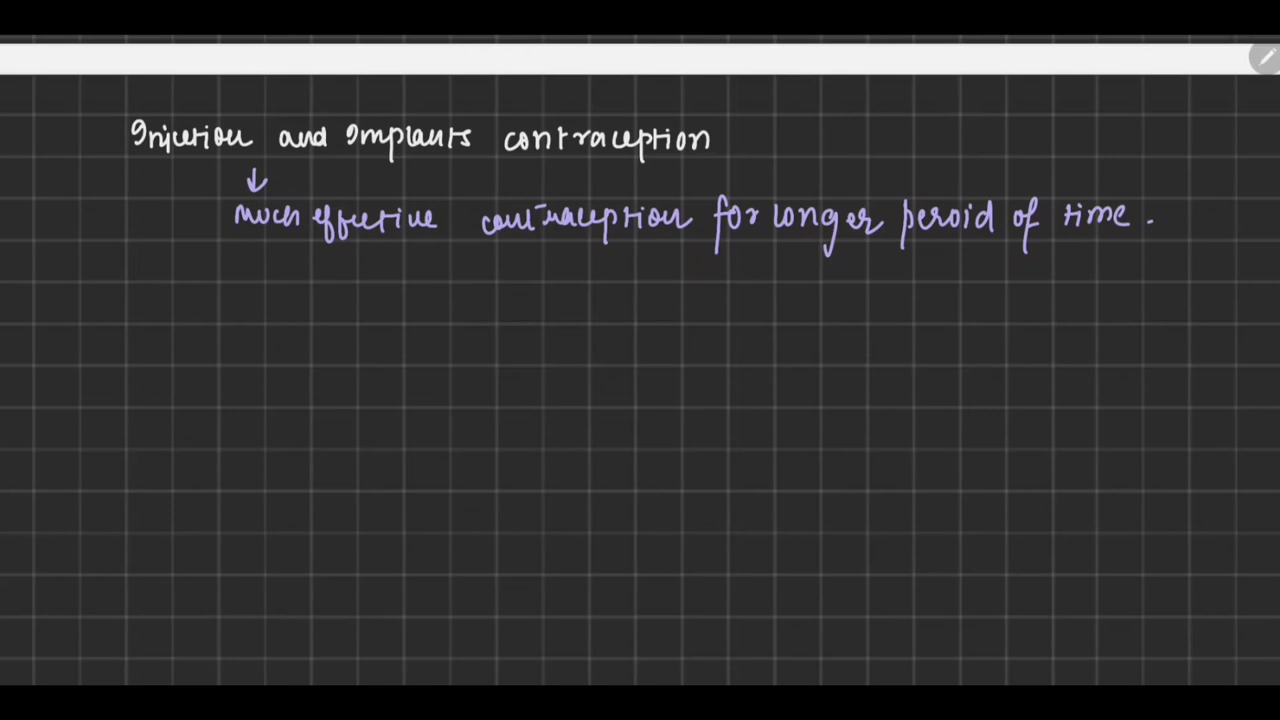 Injection and Implants contraception
↓
much effective contraception for longer peroid of time.